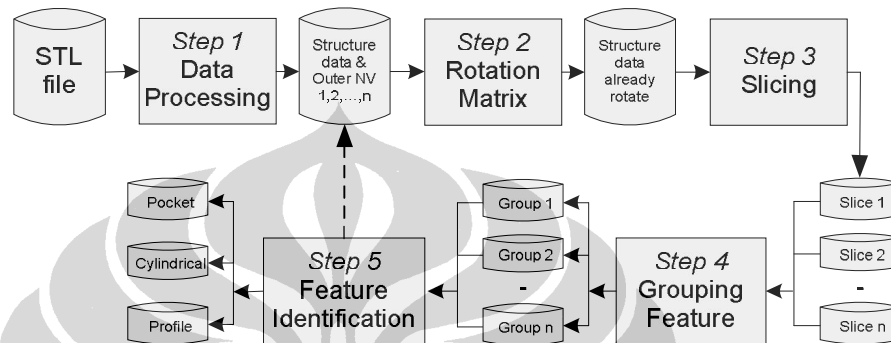 STL
file
Step 1
Data
Processing
Structure
data &
Outer NV
1,2,...,n
Step 2
Rotation
Matrix
Structure
data
already
rotate
Step 3
Slicing
Slice 1
Slice 2
-
Slice n
Step 4
Grouping
Feature
Group 1
Group 2
-
Group n
Step 5
Feature
Identification
Pocket
Cylindrical
Profile